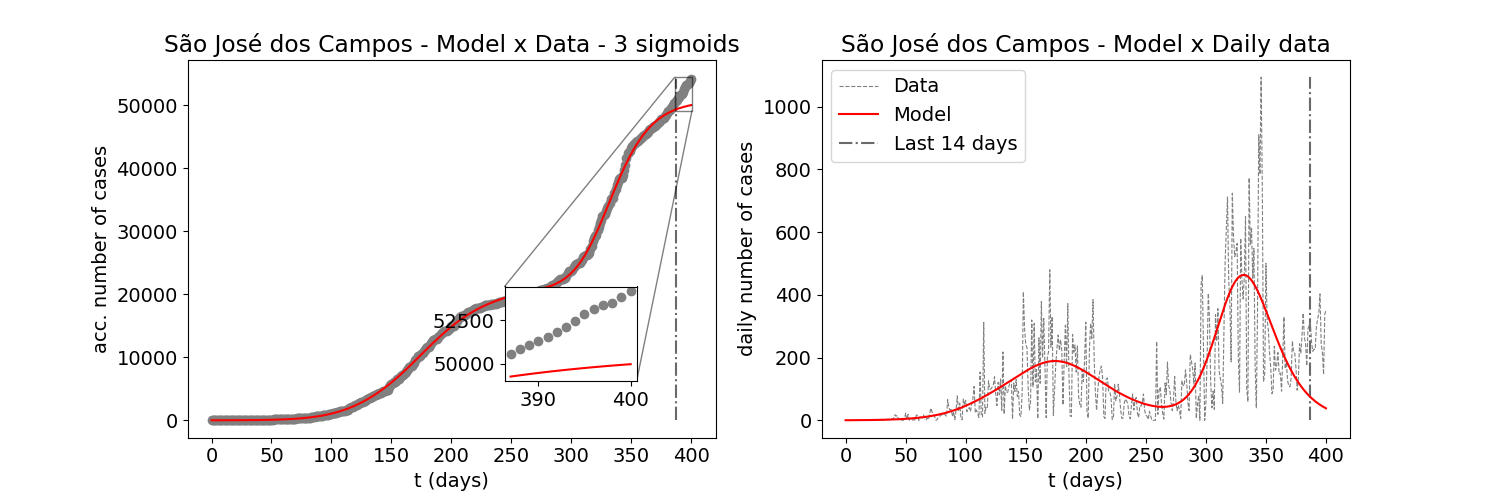 São José dos Campos - Model x Data - 3 sigmoids
acc. number of cases
50000
40000
30000
20000
10000
0
52500
50000
390 400
0 50 100 150 200 250 300 350 400
t (days)
São José dos Campos - Model x Daily data
Data
Model
Last 14 days
daily number of cases
1000
800
600
400
200
0
0 50 100 150 200 250 300 350 400
t (days)